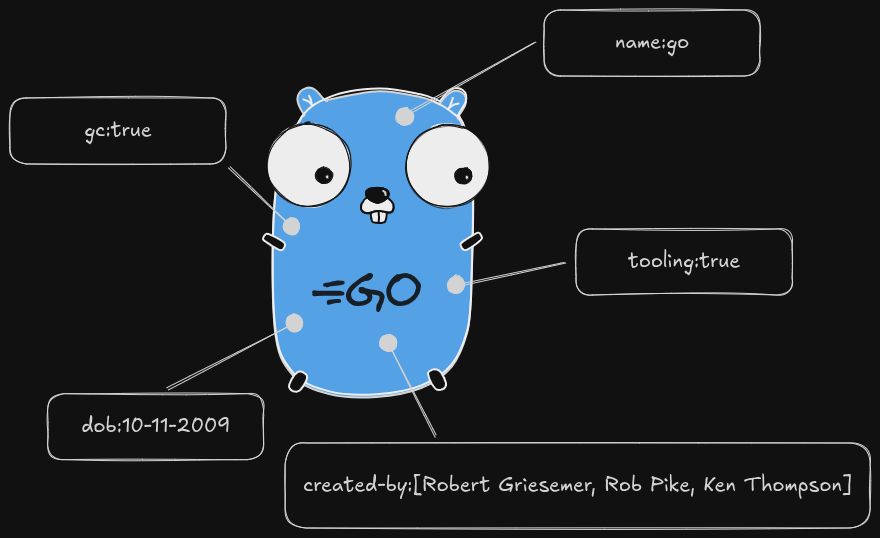 name:go
gc:true
tooling:true
GO
dob:10-11-2009
created-by:[Robert Griesemer, Rob Pike, Ken Thompson]